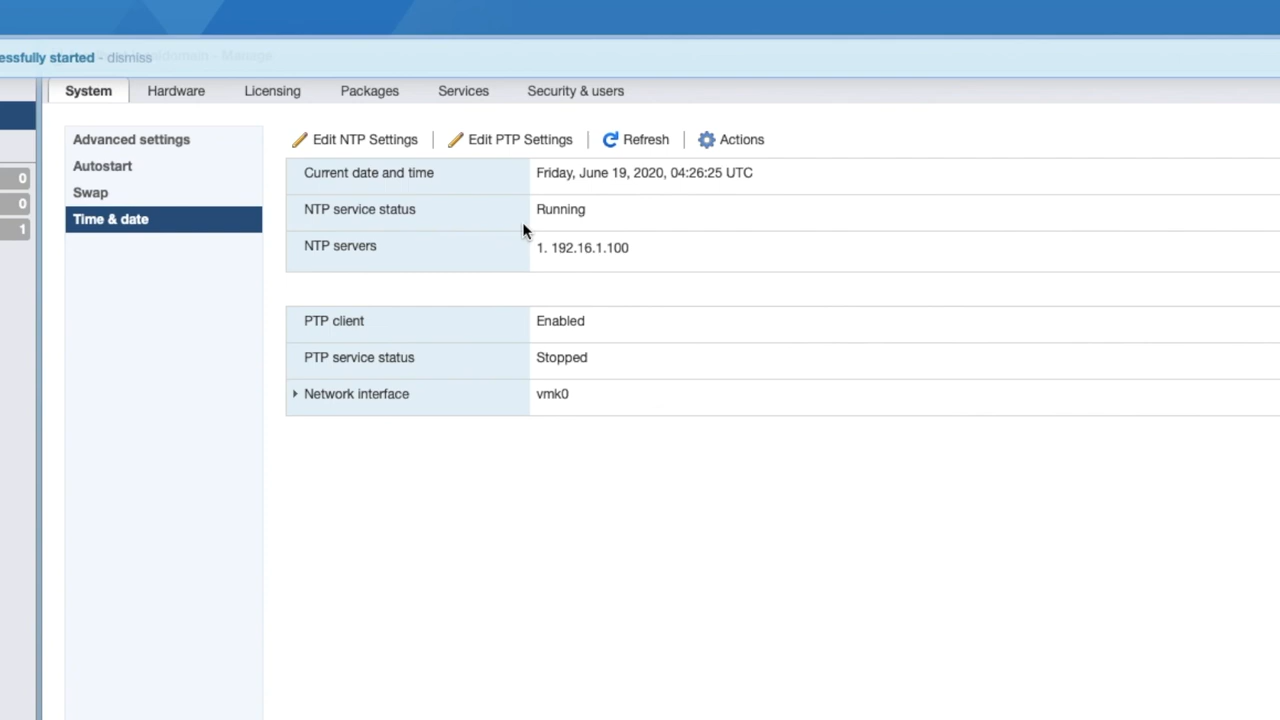 essfully started - dismiss
System Hardware Licensing Packages Services Security & users
Advanced settings
Autostart
Swap
Time & date
0
0
1
Edit NTP Settings Edit PTP Settings Refresh Actions
Current date and time Friday, June 19, 2020, 04:26:25 UTC
NTP service status Running
NTP servers 1. 192.16.1.100
PTP client Enabled
PTP service status Stopped
Network interface vmk0